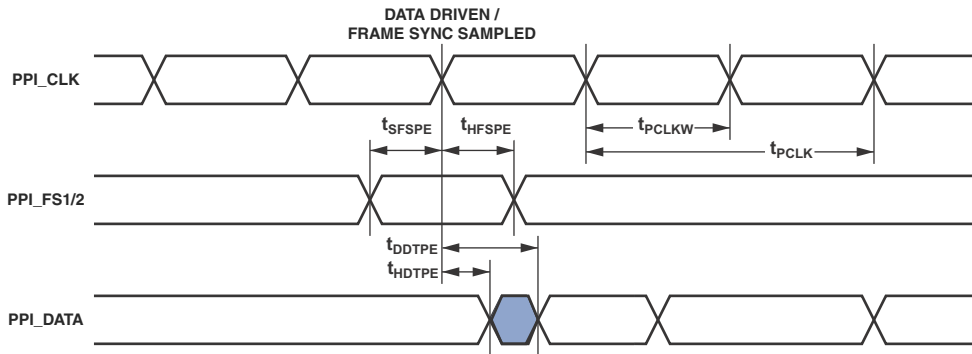 DATA DRIVEN /
FRAME SYNC SAMPLED
PPI_CLK
tSFSPE
tHFSPE
tPCLKW
tPCLK
PPI_FS1/2
tDDTPE
tHDTPE
PPI_DATA